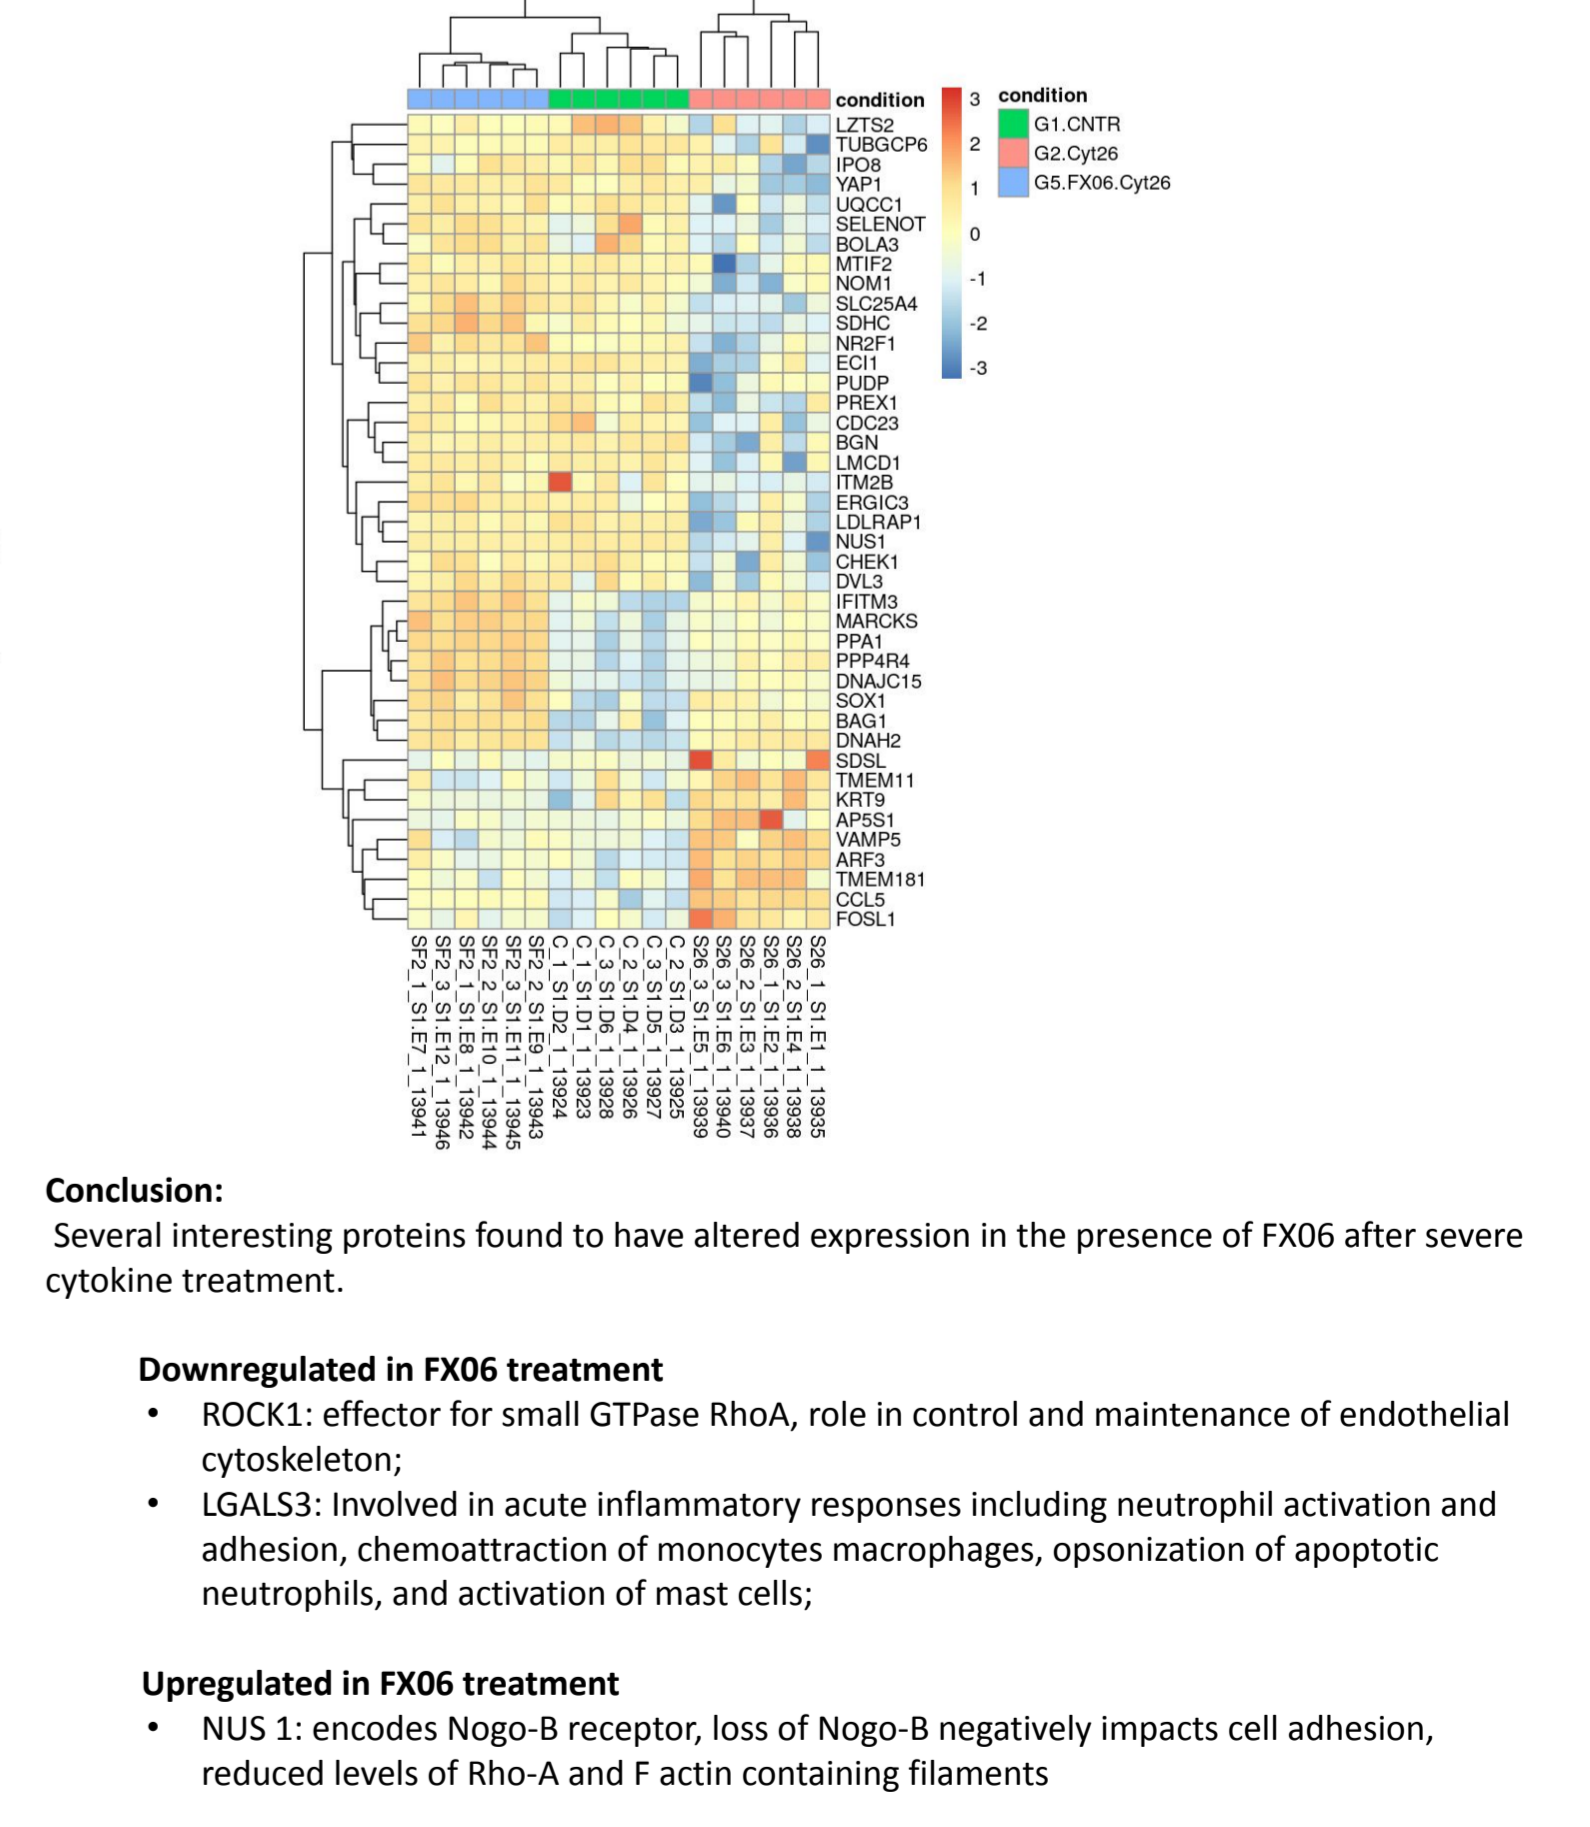 condition
LZTS2
TUBGCP6
IPO8
YAP1
UQCC1
SELENOT
BOLA3
MTIF2
NOM1
SLC25A4
SDHC
NR2F1
ECI1
PUDP
PREX1
CDC23
BGN
LMCD1
ITM2B
ERGIC3
LDLRAP1
NUS1
CHEK1
DVL3
IFITM3
MARCKS
PPA1
PPP4R4
DNAJC15
SOX1
BAG1
DNAH2
SDSL
TMEM11
KRT9
AP5S1
VAMP5
ARF3
TMEM181
CCL5
FOSL1
3
2
1
0
-1
-2
-3
condition
G1.CNTR
G2.Cyt26
G5.FX06.Cyt26
SF2_1_S1.E7_1_13941
SF2_3_S1.E12_1_13946
SF2_1_S1.E8_1_13942
SF2_2_S1.E10_1_13944
SF2_3_S1.E11_1_13945
SF2_2_S1.E9_1_13943
C_1_S1.D2_1_13924
C_1_S1.D1_1_13923
C_3_S1.D6_1_13928
C_2_S1.D4_1_13926
C_3_S1.D5_1_13927
C_2_S1.D3_1_13925
S26_3_S1.E5_1_13939
S26_3_S1.E6_1_13940
S26_2_S1.E3_1_13937
S26_1_S1.E2_1_13936
S26_2_S1.E4_1_13938
S26_1_S1.E1_1_13935
Conclusion:
Several interesting proteins found to have altered expression in the presence of FX06 after severe
cytokine treatment.
Downregulated in FX06 treatment
• ROCK1: effector for small GTPase RhoA, role in control and maintenance of endothelial
cytoskeleton;
• LGALS3: Involved in acute inflammatory responses including neutrophil activation and
adhesion, chemoattraction of monocytes macrophages, opsonization of apoptotic
neutrophils, and activation of mast cells;
Upregulated in FX06 treatment
• NUS 1: encodes Nogo-B receptor, loss of Nogo-B negatively impacts cell adhesion,
reduced levels of Rho-A and F actin containing filaments